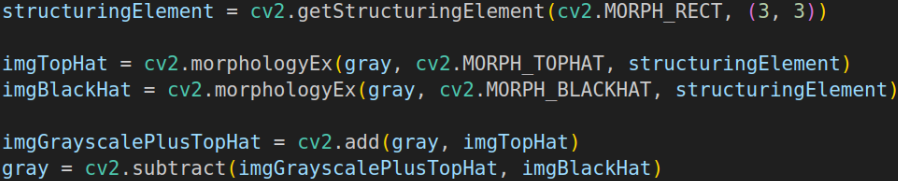 structuringElement = cv2.getStructuringElement(cv2.MORPH_RECT, (3, 3))
imgTopHat = cv2.morphologyEx(gray, cv2.MORPH_TOPHAT, structuringElement)
imgBlackHat = cv2.morphologyEx(gray, cv2.MORPH_BLACKHAT, structuringElement)
imgGrayscalePlusTopHat = cv2.add(gray, imgTopHat)
gray = cv2.subtract(imgGrayscalePlusTopHat, imgBlackHat)